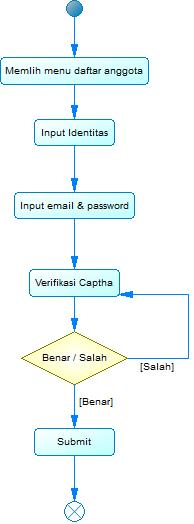 Memlih menu daftar anggota
Input Identitas
Input email & password
Verifikasi Captha
Benar / Salah
[Salah]
[Benar]
Submit